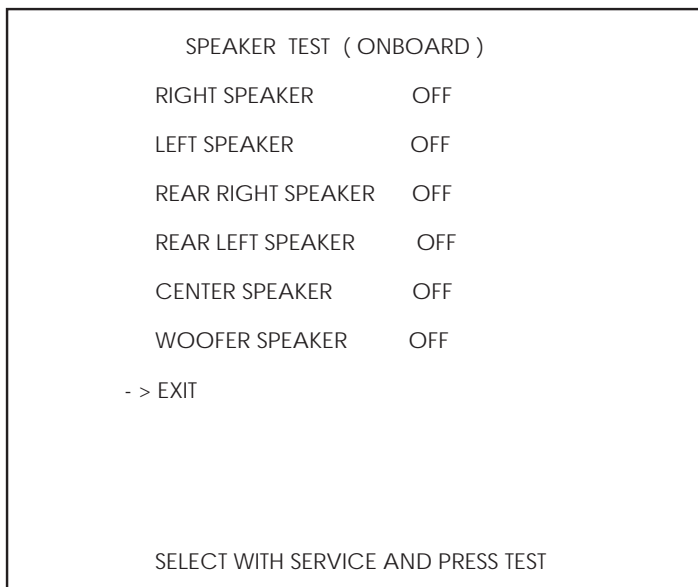 SPEAKER TEST ( ONBOARD )
RIGHT SPEAKER OFF
LEFT SPEAKER OFF
REAR RIGHT SPEAKER OFF
REAR LEFT SPEAKER OFF
CENTER SPEAKER OFF
WOOFER SPEAKER OFF
- > EXIT
SELECT WITH SERVICE AND PRESS TEST